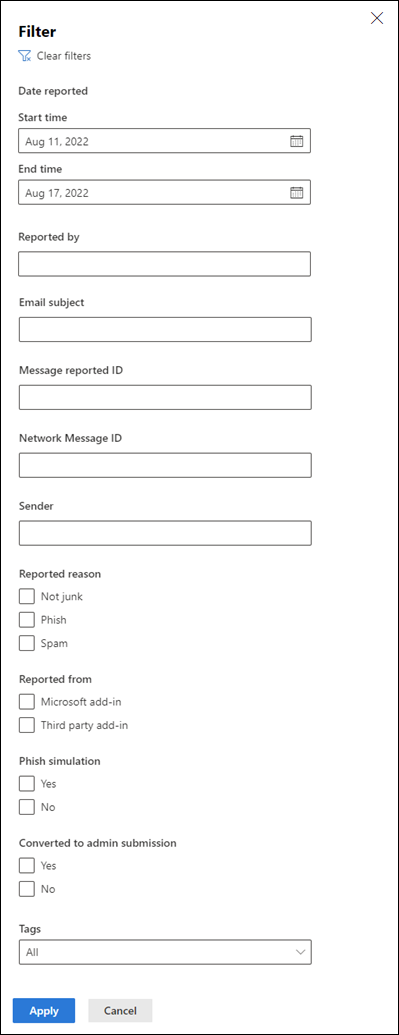 Filter
Clear filters
Date reported
Start time
Aug 11, 2022
End time
Aug 17, 2022
Reported by
Email subject
Message reported ID
Network Message ID
Sender
Reported reason
Not junk
Phish
Spam
Reported from
Microsoft add-in
Third party add-in
Phish simulation
Yes
No
Converted to admin submission
Yes
No
Tags
All
Apply Cancel